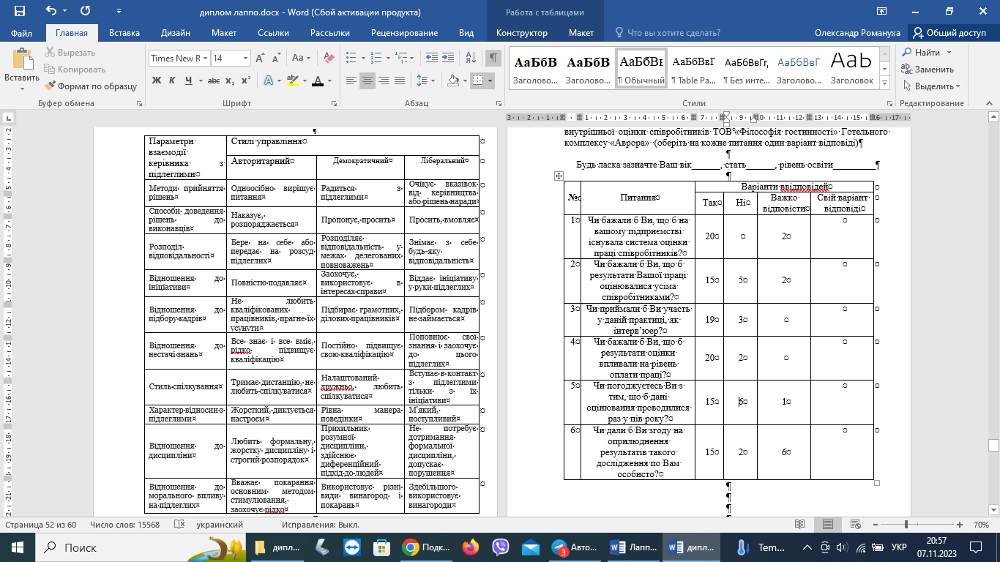 диплом лаппо.docx - Word (Сбой активации продукта)
Работа с таблицами
Файл Главная Вставка Дизайн Макет Ссылки Рассылки Рецензирование Вид Конструктор Макет Что вы хотите сделать? Олександр Романуха Общий доступ
Вставить
Вырезать
Копировать
Формат по образцу
Буфер обмена
Times New R 14
Ж К Ч abc x₂ x²
Шрифт
Абзац
АаБбВ АаБбВ АаБбВı АаБбВвГ АаБбВвГг, АаБбВвГ АаЬ
Заголово... Заголово... ¶ Обычный ¶ Table Pa... ¶ Без инте... Заголово... Заголовок
Стили
Найти
Заменить
Выделить
Редактирование
Параметри взаємодії керівника з підлеглими¤
Стилі управління¤
Авторитарний¤ Демократичний¤ Ліберальний¤
Методи прийняття рішень¤
Одноосібно вирішує питання¤
Радиться з підлеглими¤
Очікує вказівок від керівництва або рішень наради¤
Способи доведення рішень до виконавців¤
Наказує, розпоряджається¤
Пропонує, просить¤
Просить, вмовляє¤
Розподіл відповідальності¤
Бере на себе або передає на розсуд підлеглих¤
Розподіляє відповідальність у межах делегованих повноважень¤
Знімає з себе будь-яку відповідальність¤
Відношення до ініціативи¤
Повністю подавляє¤
Заохочує, використовує в інтересах справи¤
Віддає ініціативу у руки підлеглих¤
Відношення до підбору кадрів¤
Не любить кваліфікованих працівників, прагне їх усунути¤
Підбирає грамотних, ділових працівників¤
Підбором кадрів не займається¤
Відношення до нестачі знань¤
Все знає і все вміє, рідко підвищує кваліфікацію¤
Постійно підвищує свою кваліфікацію¤
Поповнює свої знання і заохочує до цього підлеглих¤
Стиль спілкування¤
Тримає дистанцію, не любить спілкуватися¤
Налаштований дружньо, любить спілкуватися¤
Вступає в контакт з підлеглими тільки з їх ініціативи¤
Характер відносин з підлеглими¤
Жорсткий, диктується настроєм¤
Рівна манера поведінки¤
М'який, поступливий¤
Відношення до дисципліни¤
Любить формальну, жорстку дисципліну і строгий розпорядок¤
Прихильник розумної дисципліни, здійснює диференційний підхід до людей¤
Не потребує дотримання формальної дисципліни, допускає порушення¤
Відношення до морального впливу на підлеглих¤
Вважає покарання основним методом стимулювання, заохочує рідко¤
Використовує різні види винагород і покарань¤
Здебільшого використовує винагороди¤
внутрішньої оцінки співробітників ТОВ «Філософія гостинності» Готельного
комплексу «Аврора» (оберіть на кожне питання один варіант відповіді)¶
Будь ласка зазначте Ваш вік______, стать______, рівень освіти_________¶
№¤ Питання¤ Варіанти ввідповідей¤
Так¤ Ні¤ Важко відповісти¤ Свій варіант відповіді¤
1¤ Чи бажали б Ви, що б на вашому підприємстві існувала система оцінки праці співробітників?¤ 20¤ ¤ 2¤ ¤
2¤ Чи бажали б Ви, що б результати Вашої праці оцінювалися усіма співробітниками?¤ 15¤ 5¤ 2¤ ¤
3¤ Чи приймали б Ви участь у даній практиці, як інтерв’юер?¤ 19¤ 3¤ ¤ ¤
4¤ Чи бажали б Ви, що б результати оцінки впливали на рівень оплати праці?¤ 20¤ 2¤ ¤ ¤
5¤ Чи погоджуєтесь Ви з тим, що б дані оцінювання проводилися раз у пів року?¤ 15¤ 6¤ 1¤ ¤
6¤ Чи дали б Ви згоду на оприлюднення результатів такого дослідження по Вам особисто?¤ 15¤ 2¤ 6¤ ¤
Страница 52 из 60 Число слов: 15568 украинский Исправления: Выкл. 70%
Поиск дипл... Подк... 3 Авто... Лапп... дипл... Tem... УКР
20:57
07.11.2023